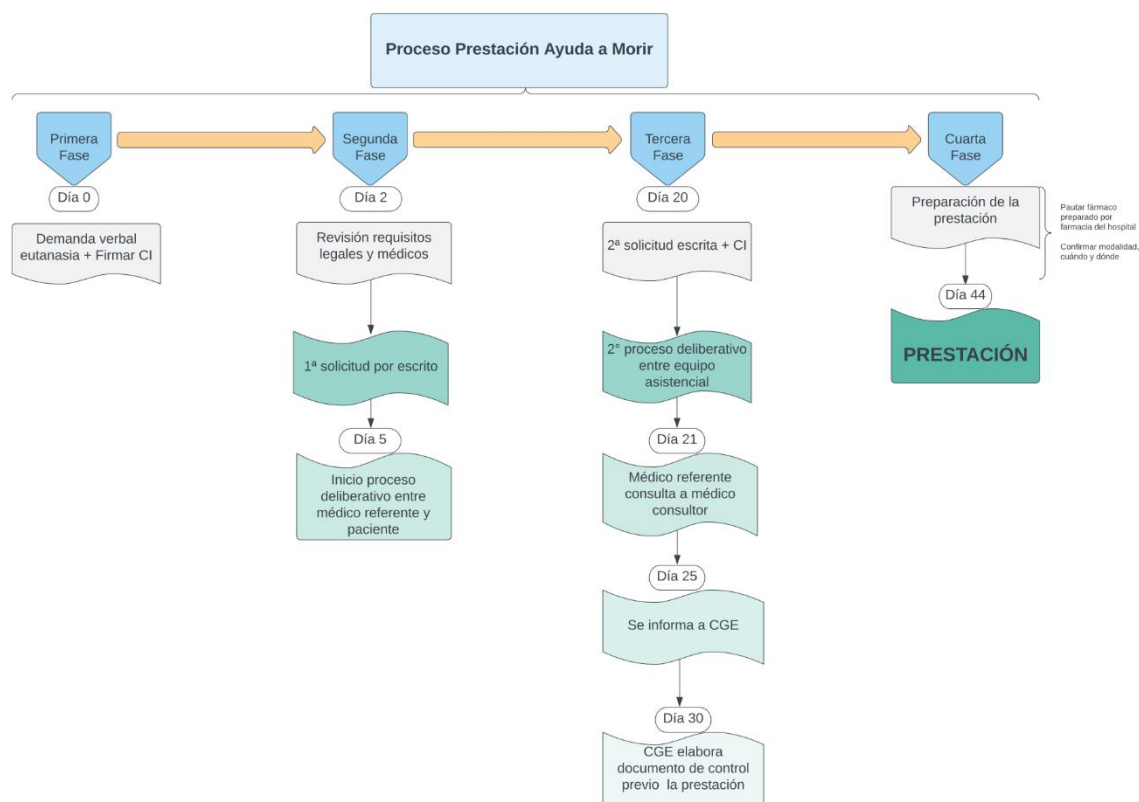 Proceso Prestación Ayuda a Morir
Primera
Fase
Día 0
Demanda verbal
eutanasia + Firmar CI
Segunda
Fase
Día 2
Revisión requisitos
legales y médicos
1ª solicitud por escrito
Día 5
Inicio proceso
deliberativo entre
médico referente y
paciente
Tercera
Fase
Día 20
2ª solicitud escrita + CI
2° proceso deliberativo
entre equipo
asistencial
Día 21
Médico referente
consulta a médico
consultor
Día 25
Se informa a CGE
Día 30
CGE elabora
documento de control
previo la prestación
Cuarta
Fase
Preparación de la
prestación
Pautar fármaco
preparado por
farmacia del hospital
Confirmar modalidad,
cuándo y dónde
Día 44
PRESTACIÓN